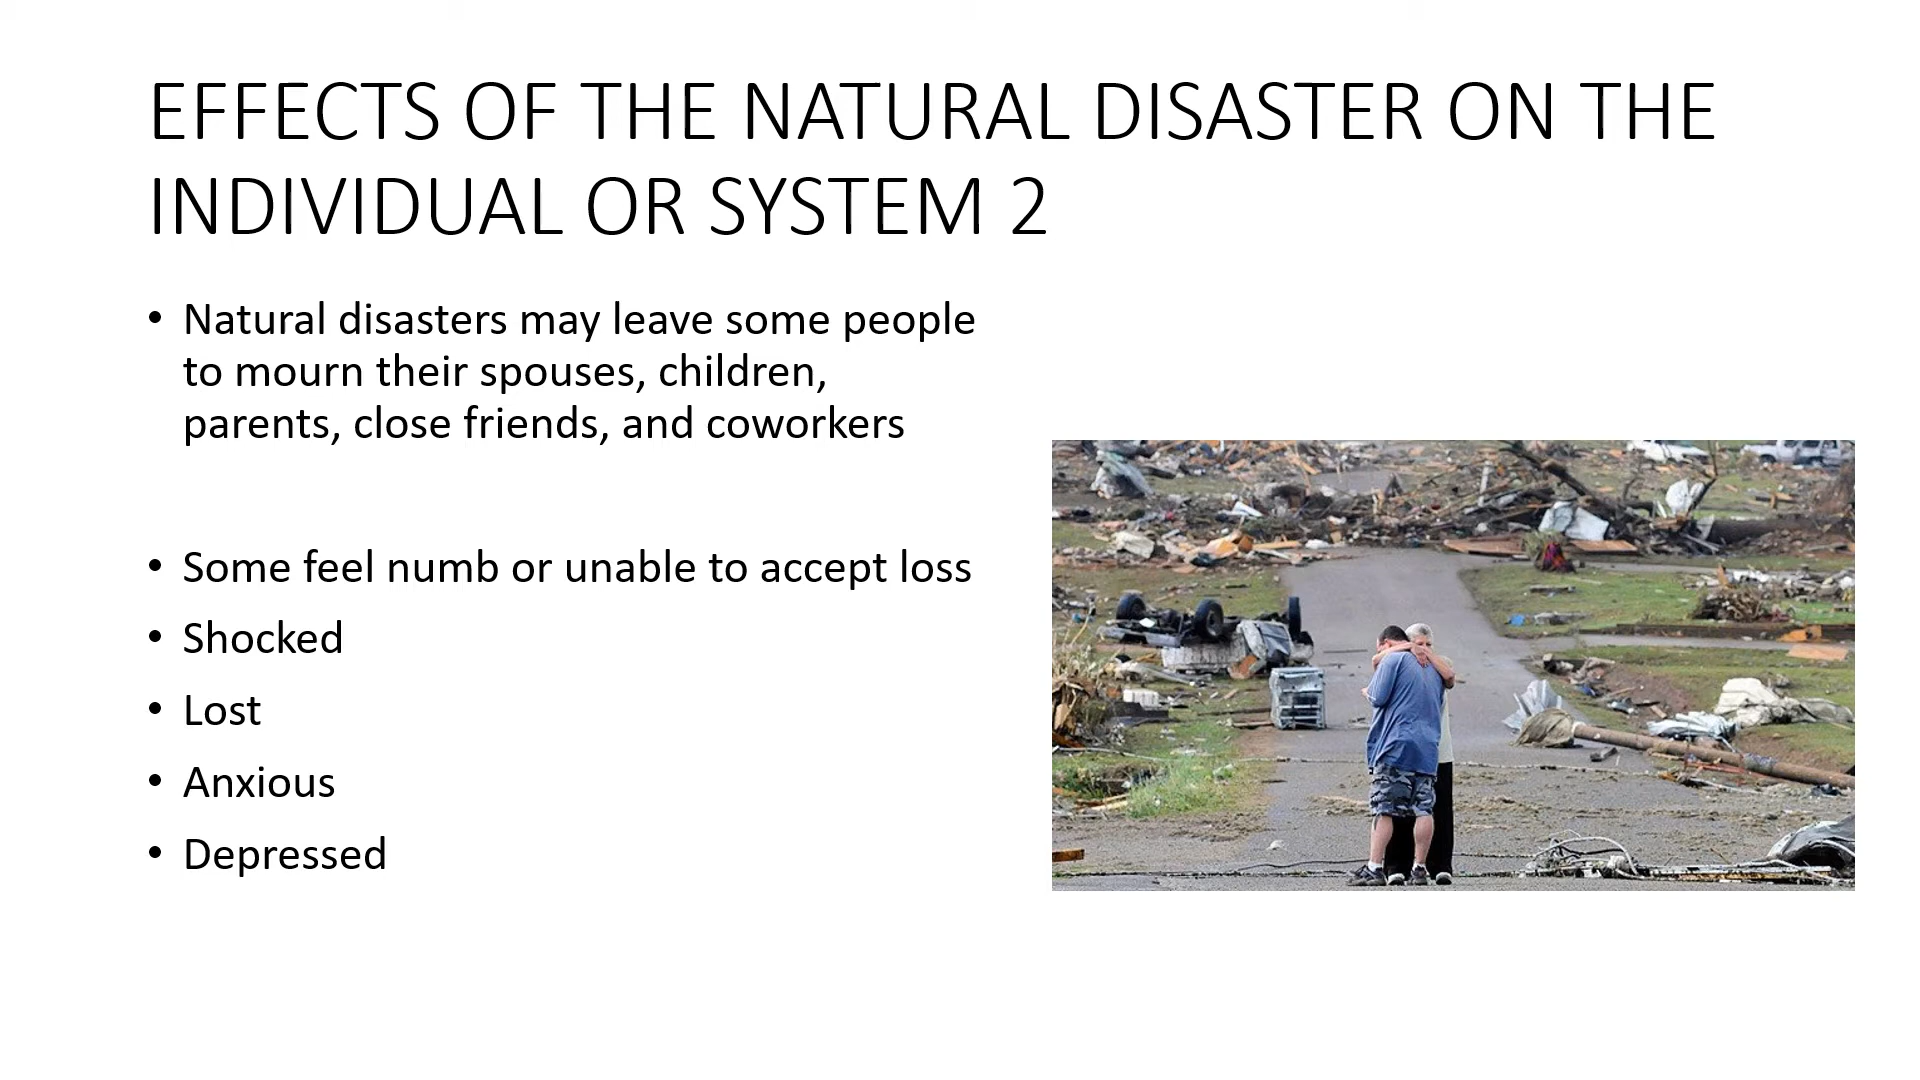 EFFECTS OF THE NATURAL DISASTER ON THE
INDIVIDUAL OR SYSTEM 2
• Natural disasters may leave some people
to mourn their spouses, children,
parents, close friends, and coworkers
• Some feel numb or unable to accept loss
• Shocked
• Lost
• Anxious
• Depressed